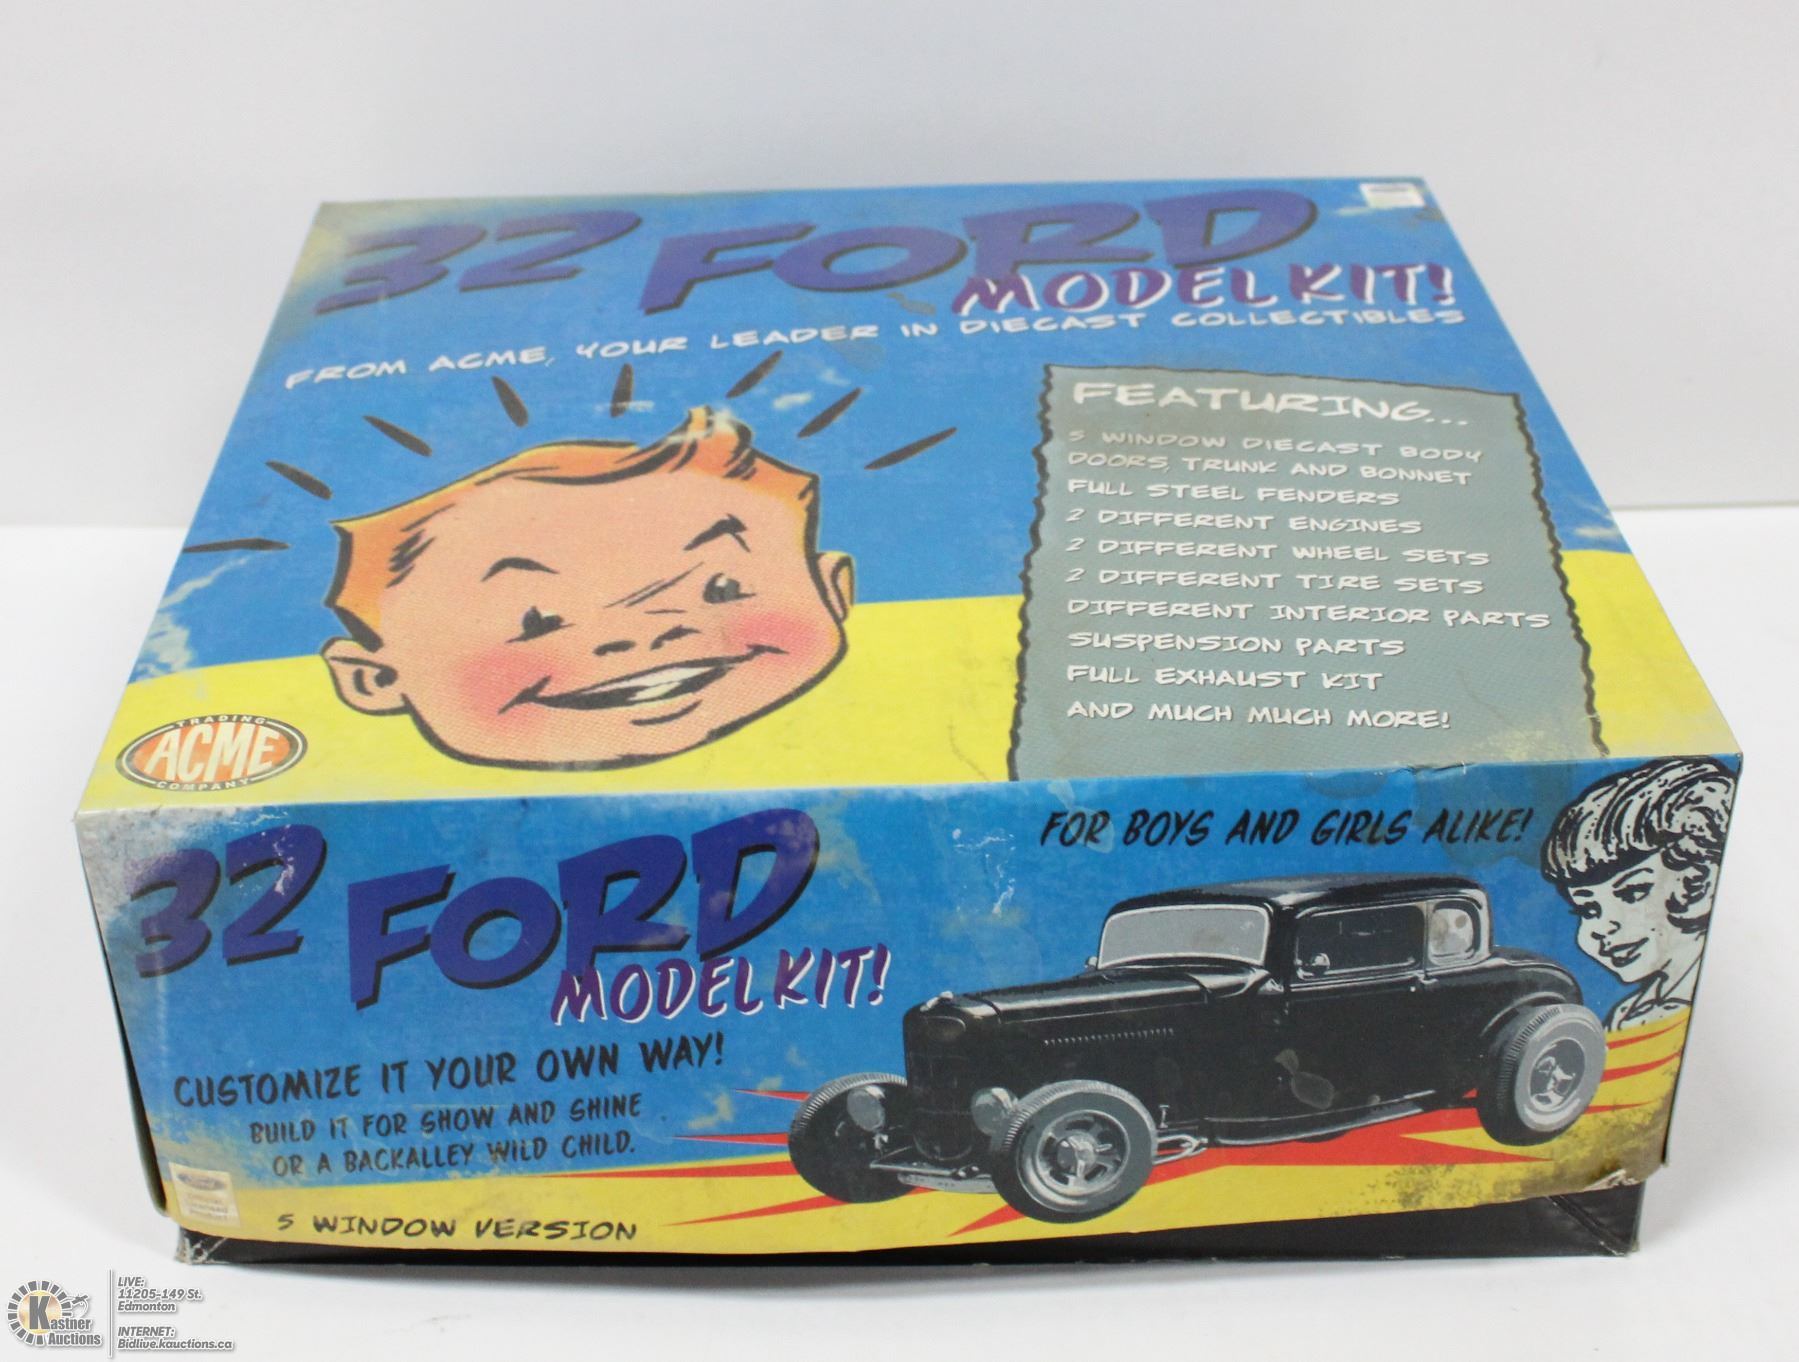 32 FORD
MODEL KIT!
FROM ACME, YOUR LEADER IN DIECAST COLLECTIBLES
FEATURING...
5 WINDOW DIECAST BODY
DOORS, TRUNK AND BONNET
FULL STEEL FENDERS
2 DIFFERENT ENGINES
2 DIFFERENT WHEEL SETS
2 DIFFERENT TIRE SETS
DIFFERENT INTERIOR PARTS
SUSPENSION PARTS
FULL EXHAUST KIT
AND MUCH MUCH MORE!
TRADING
ACME
COMPANY
32 FORD
MODEL KIT!
FOR BOYS AND GIRLS ALIKE!
CUSTOMIZE IT YOUR OWN WAY!
BUILD IT FOR SHOW AND SHINE
OR A BACKALLEY WILD CHILD.
Ford
Official
Licensed
Product
5 WINDOW VERSION
Kastner
Auctions
LIVE:
11205-149 St.
Edmonton
INTERNET:
Bidlive.kauctions.ca